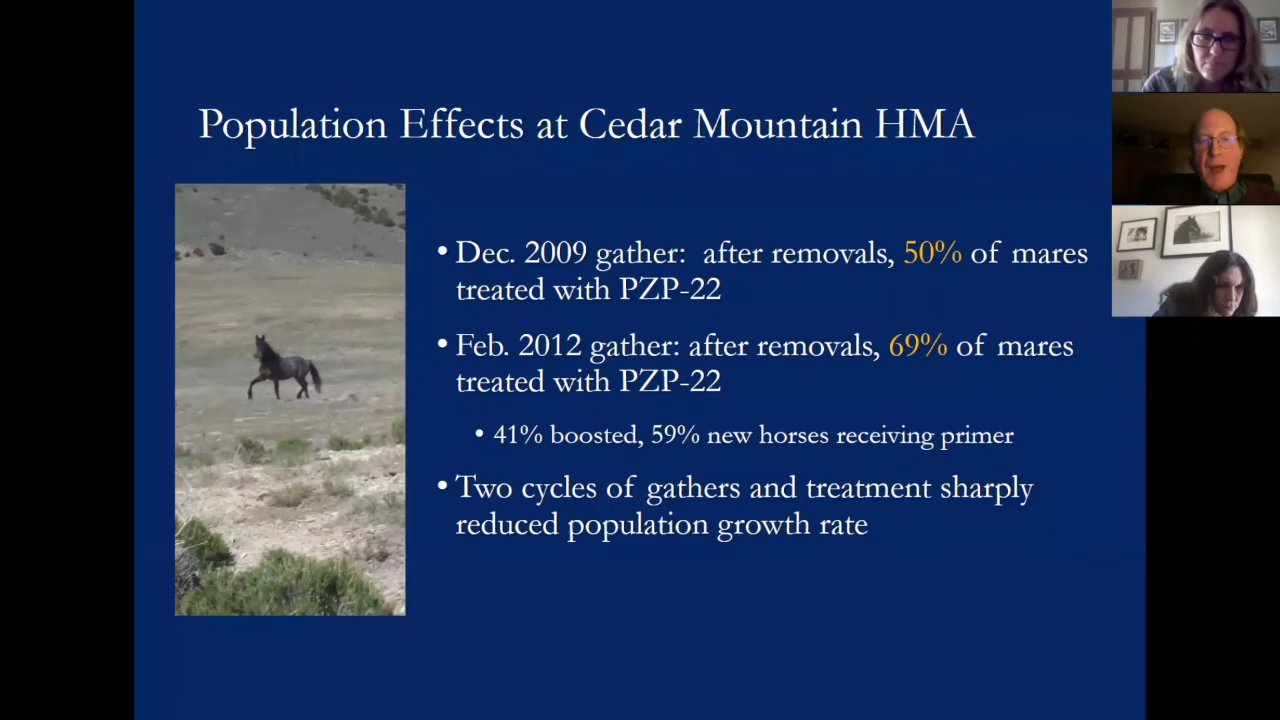 Population Effects at Cedar Mountain HMA
• Dec. 2009 gather: after removals, 50% of mares
treated with PZP-22
• Feb. 2012 gather: after removals, 69% of mares
treated with PZP-22
• 41% boosted, 59% new horses receiving primer
• Two cycles of gathers and treatment sharply
reduced population growth rate